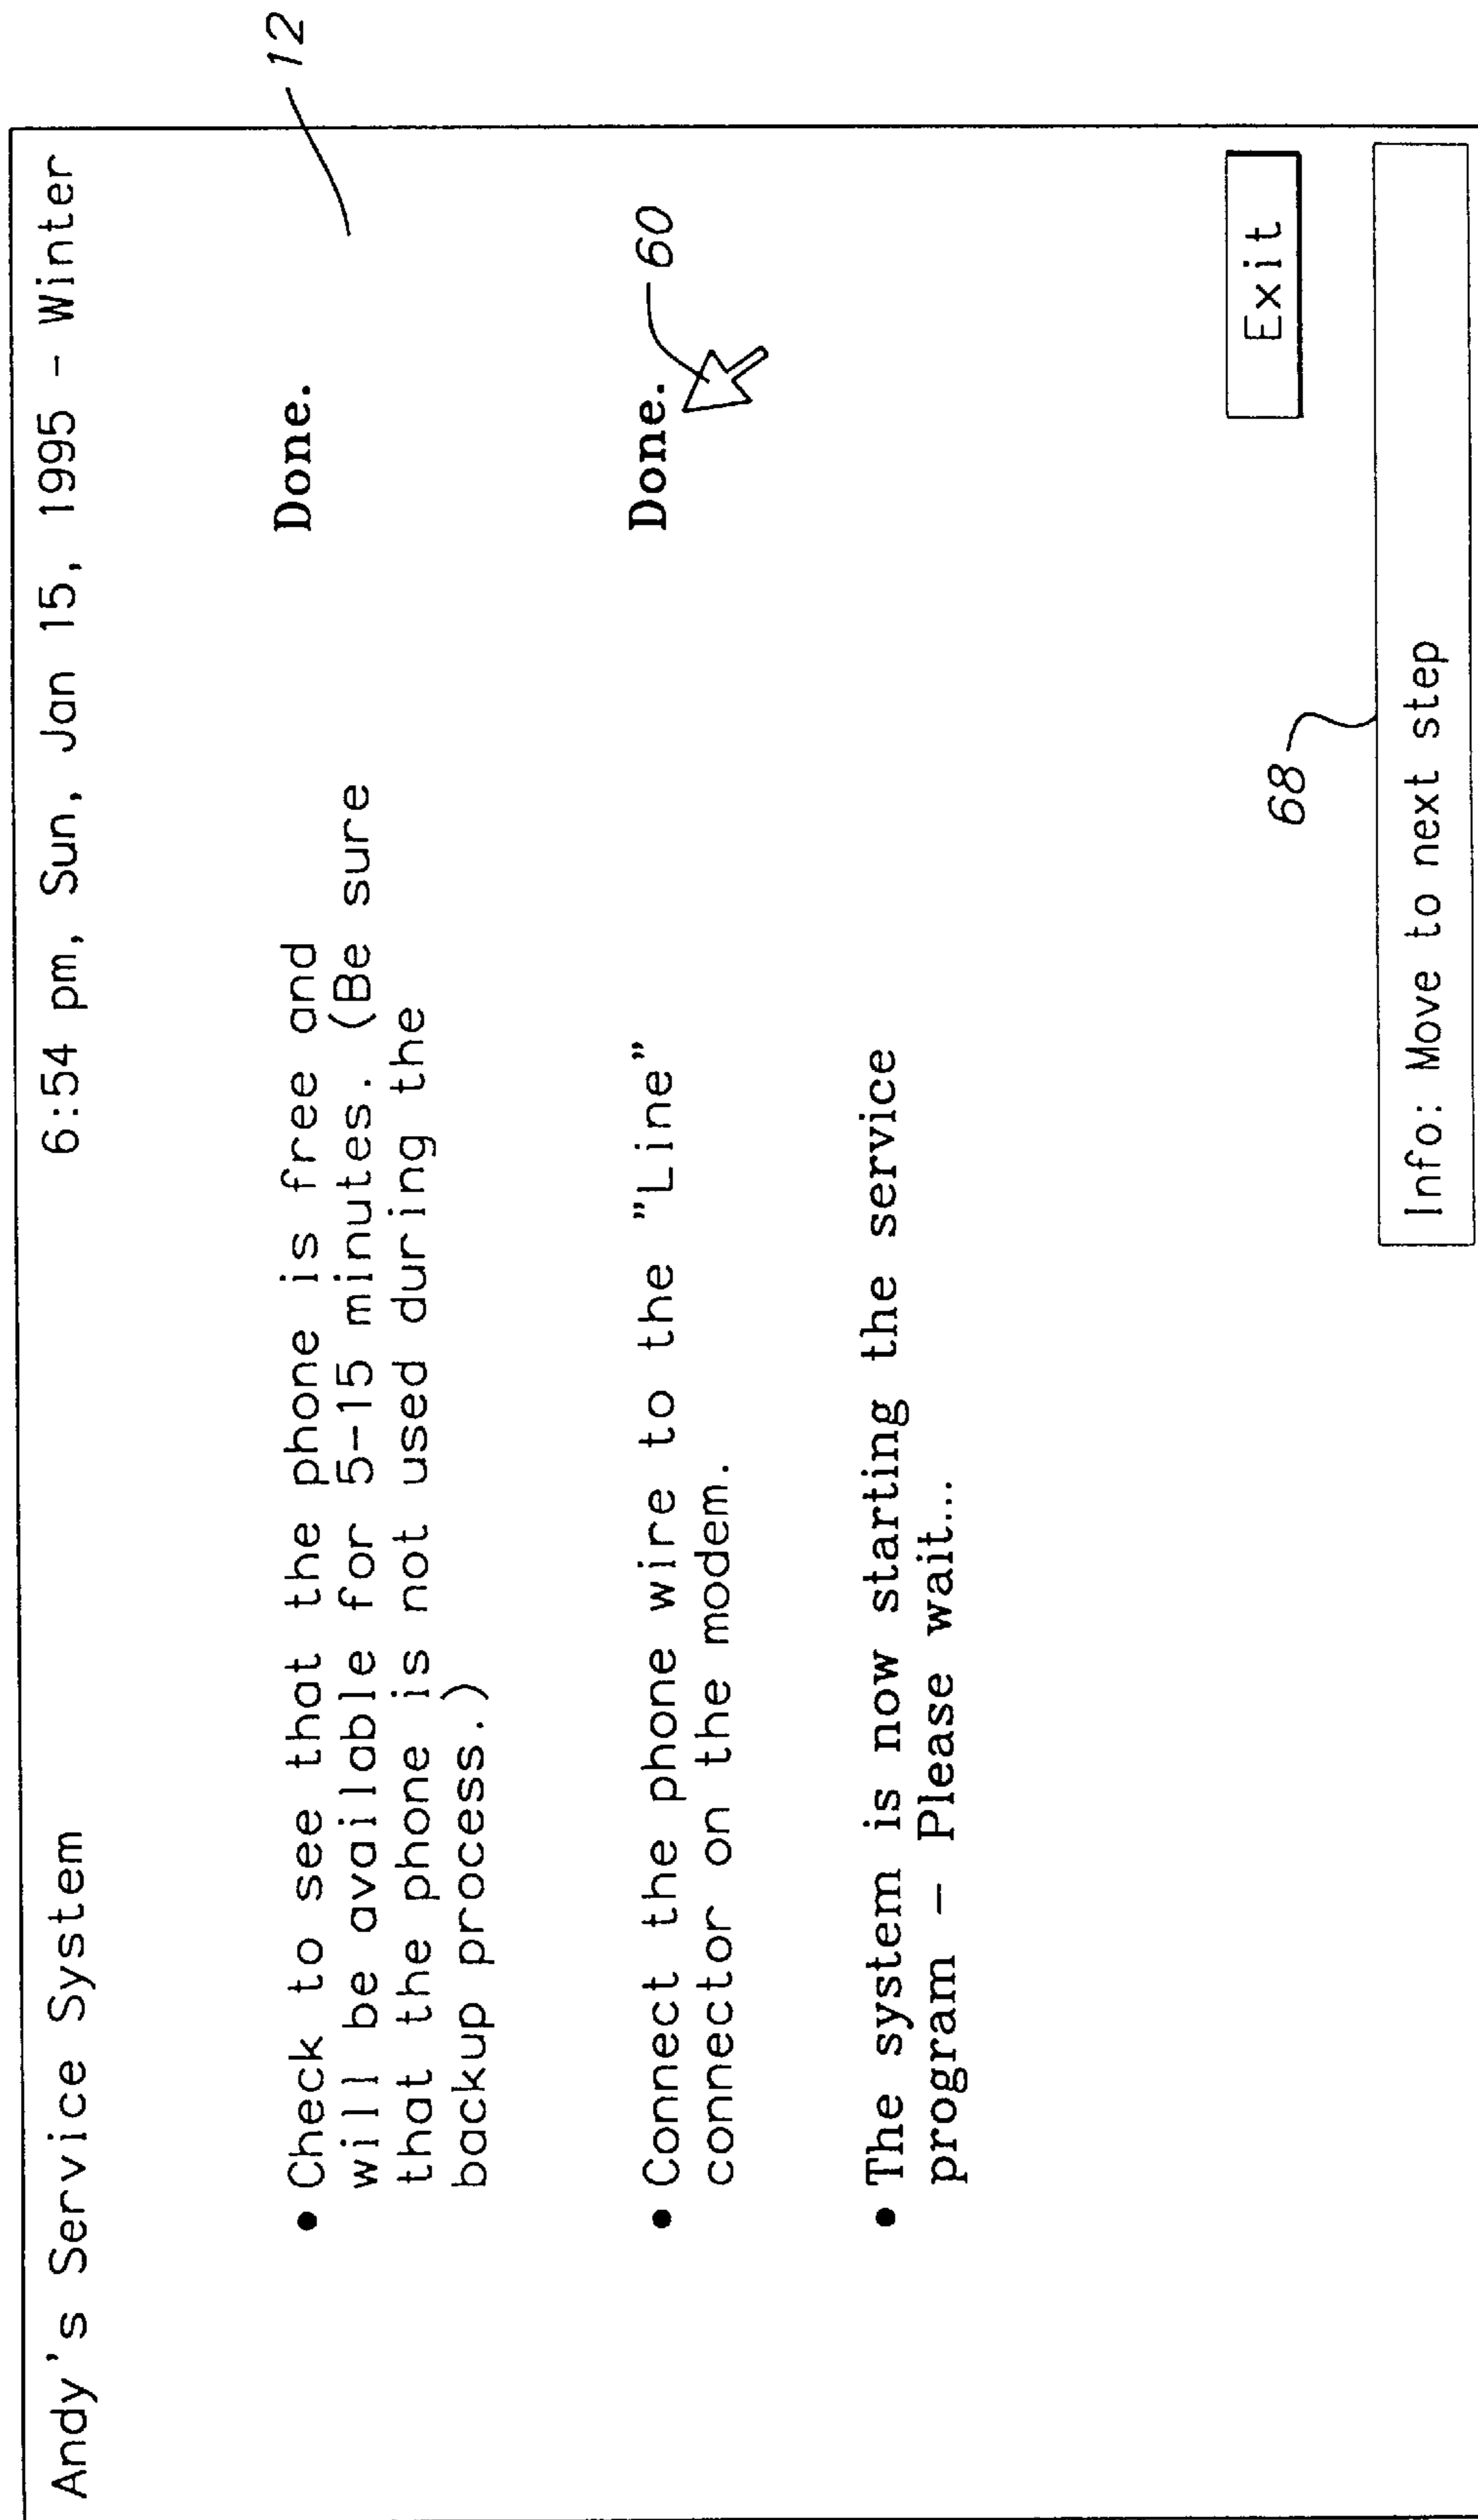 Andy's Service System 6:54 pm, Sun, Jan 15, 1995 - Winter
12
• Check to see that the phone is free and Done.
will be available for 5-15 minutes. (Be sure
that the phone is not used during the
backup process.)
• Connect the phone wire to the "Line" Done.
connector on the modem.
60
• The system is now starting the service
program - Please wait...
Exit
68
Info: Move to next step